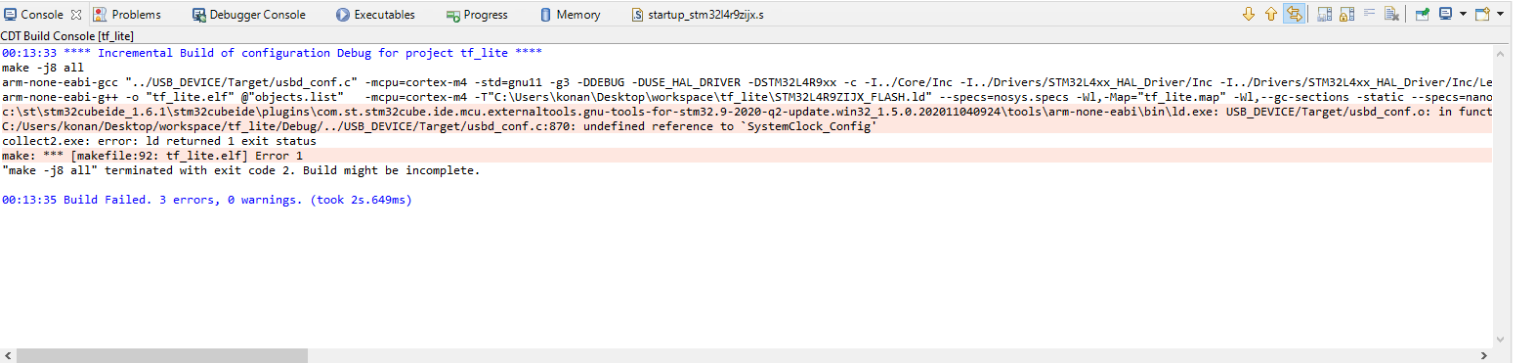 Console Problems Debugger Console Executables Progress Memory startup_stm32l4r9zijx.s
CDT Build Console [tf_lite]
00:13:33 **** Incremental Build of configuration Debug for project tf_lite ****
make -j8 all
arm-none-eabi-gcc "../USB_DEVICE/Target/usbd_conf.c" -mcpu=cortex-m4 -std=gnu11 -g3 -DDEBUG -DUSE_HAL_DRIVER -DSTM32L4R9xx -c -I../Core/Inc -I../Drivers/STM32L4xx_HAL_Driver/Inc -I../Drivers/STM32L4xx_HAL_Driver/Inc/Le
arm-none-eabi-g++ -o "tf_lite.elf" @"objects.list" -mcpu=cortex-m4 -T"C:\Users\konan\Desktop\workspace\tf_lite\STM32L4R9ZIJX_FLASH.ld" --specs=nosys.specs -Wl,-Map="tf_lite.map" -Wl,--gc-sections -static --specs=nano
c:\st\stm32cubeide_1.6.1\stm32cubeide\plugins\com.st.stm32cube.ide.mcu.externaltools.gnu-tools-for-stm32.9-2020-q2-update.win32_1.5.0.202011040924\tools\arm-none-eabi\bin\ld.exe: USB_DEVICE/Target/usbd_conf.o: in funct
C:/Users/konan/Desktop/workspace/tf_lite/Debug/../USB_DEVICE/Target/usbd_conf.c:870: undefined reference to `SystemClock_Config'
collect2.exe: error: ld returned 1 exit status
make: *** [makefile:92: tf_lite.elf] Error 1
"make -j8 all" terminated with exit code 2. Build might be incomplete.
00:13:35 Build Failed. 3 errors, 0 warnings. (took 2s.649ms)